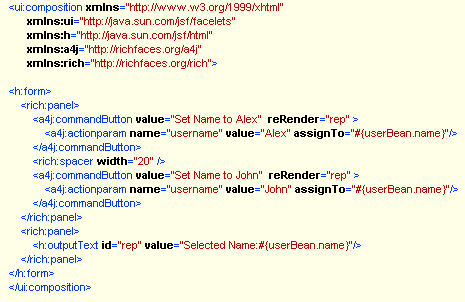 <ui:composition xmlns="http://www.w3.org/1999/xhtml"
xmlns:ui="http://java.sun.com/jsf/facelets"
xmlns:h="http://java.sun.com/jsf/html"
xmlns:a4j="http://richfaces.org/a4j"
xmlns:rich="http://richfaces.org/rich">
<h:form>
<rich:panel>
<a4j:commandButton value="Set Name to Alex" reRender="rep" >
<a4j:actionparam name="username" value="Alex" assignTo="#{userBean.name}"/>
</a4j:commandButton>
<rich:spacer width="20" />
<a4j:commandButton value="Set Name to John" reRender="rep" >
<a4j:actionparam name="username" value="John" assignTo="#{userBean.name}"/>
</a4j:commandButton>
</rich:panel>
<rich:panel>
<h:outputText id="rep" value="Selected Name:#{userBean.name}"/>
</rich:panel>
</h:form>
</ui:composition>